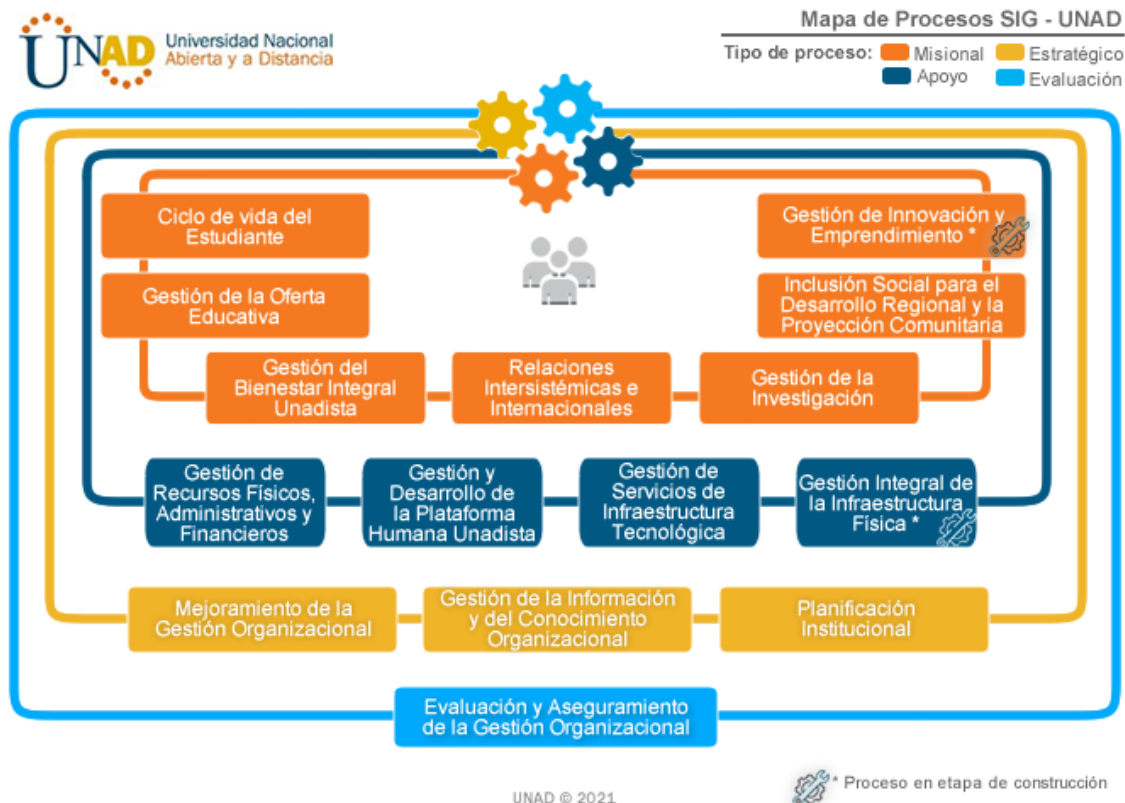 UNAD
Universidad Nacional
Abierta y a Distancia
Mapa de Procesos SIG - UNAD
Tipo de proceso:
Misional
Estratégico
Apoyo
Evaluación
Ciclo de vida del
Estudiante
Gestión de Innovación y
Emprendimiento *
Gestión de la Oferta
Educativa
Inclusión Social para el
Desarrollo Regional y la
Proyección Comunitaria
Gestión del
Bienestar Integral
Unadista
Relaciones
Intersistémicas e
Internacionales
Gestión de la
Investigación
Gestión de
Recursos Físicos,
Administrativos y
Financieros
Gestión y
Desarrollo de
la Plataforma
Humana Unadista
Gestión de
Servicios de
Infraestructura
Tecnológica
Gestión Integral de
la Infraestructura
Física *
Mejoramiento de la
Gestión Organizacional
Gestión de la Información
y del Conocimiento
Organizacional
Planificación
Institucional
Evaluación y Aseguramiento
de la Gestión Organizacional
* Proceso en etapa de construcción
UNAD © 2021